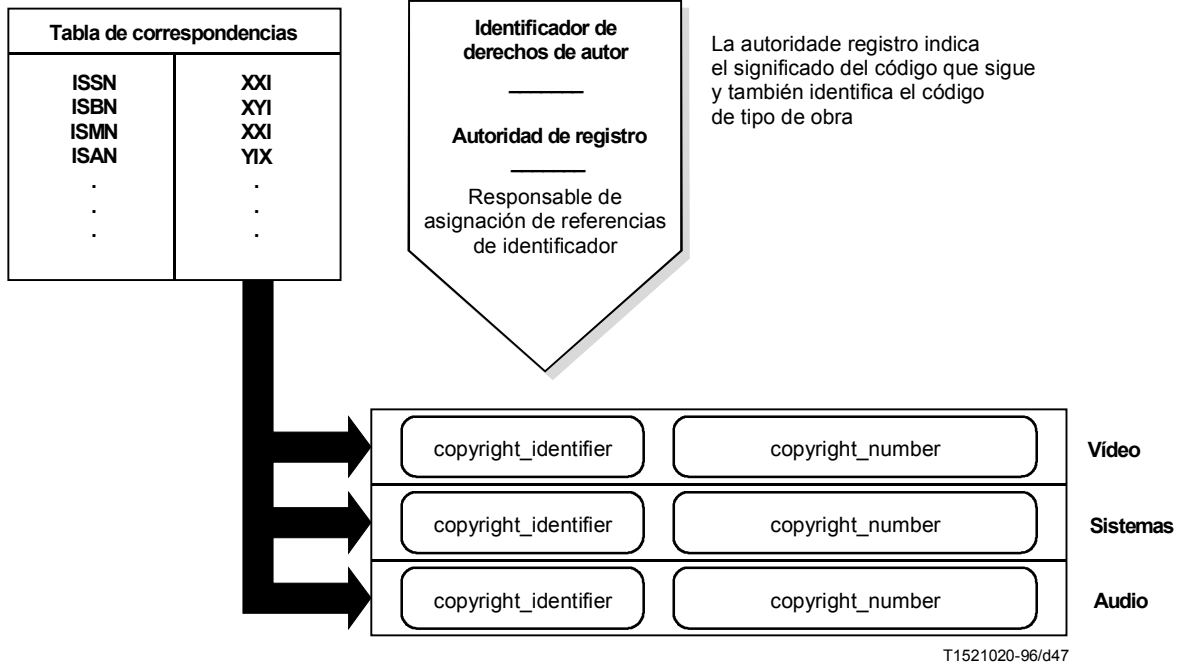 Tabla de correspondencias
ISSN XXI
ISBN XYI
ISMN XXI
ISAN YIX
. .
. .
. .
Identificador de
derechos de autor
_______
Autoridad de registro
_______
Responsable de
asignación de referencias
de identificador
La autoridade registro indica
el significado del código que sigue
y también identifica el código
de tipo de obra
copyright_identifier copyright_number Vídeo
copyright_identifier copyright_number Sistemas
copyright_identifier copyright_number Audio
T1521020-96/d47